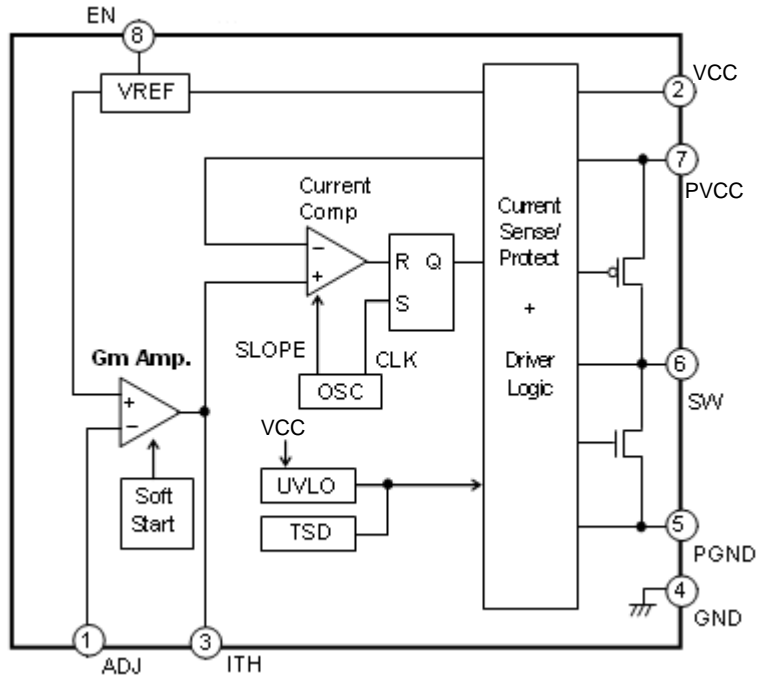 EN
8
VREF
VCC
2
7
PVCC
Current
Comp
−
+
R Q
S
Current
Sense/
Protect
+
Driver
Logic
SLOPE
CLK
OSC
Gm Amp.
+
−
6
SW
VCC
UVLO
TSD
Soft
Start
5
PGND
4
GND
1
ADJ
3
ITH